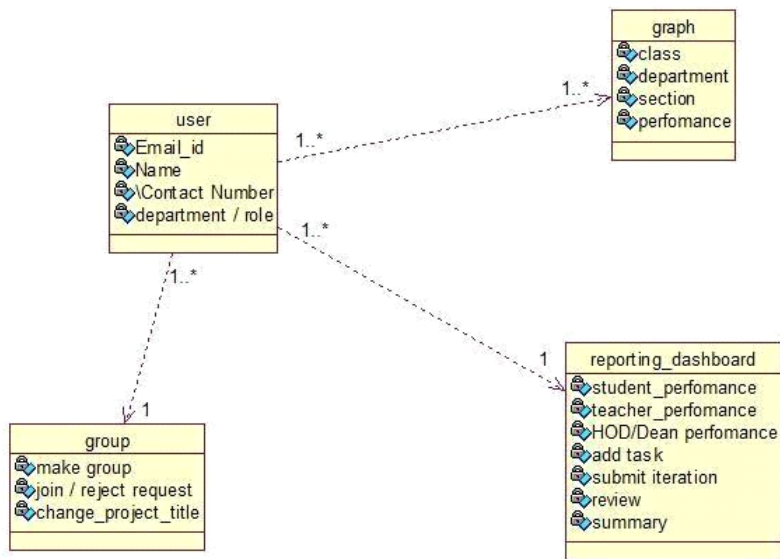 graph
class
department
section
perfomance
1..*
1..*
user
Email_id
Name
\Contact Number
department / role
1..*
1..*
1
1
reporting_dashboard
student_perfomance
teacher_perfomance
HOD/Dean perfomance
add task
submit iteration
review
summary
group
make group
join / reject request
change_project_title